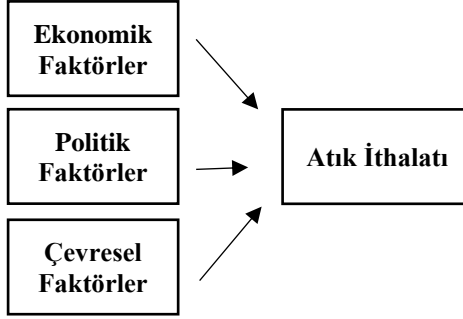 Ekonomik
Faktörler
Politik
Faktörler
Atık İthalatı
Çevresel
Faktörler